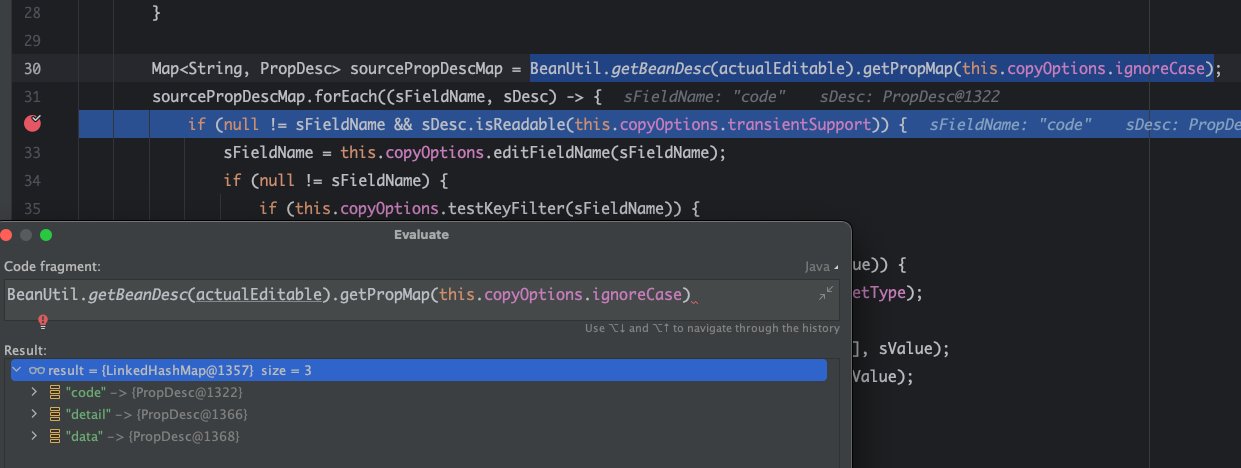 28 }
29
30 Map<String, PropDesc> sourcePropDescMap = BeanUtil.getBeanDesc(actualEditable).getPropMap(this.copyOptions.ignoreCase);
31 sourcePropDescMap.forEach((sFieldName, sDesc) -> { sFieldName: "code" sDesc: PropDesc@1322
if (null != sFieldName && sDesc.isReadable(this.copyOptions.transientSupport)) { sFieldName: "code" sDesc: PropDe
33 sFieldName = this.copyOptions.editFieldName(sFieldName);
34 if (null != sFieldName) {
35 if (this.copyOptions.testKeyFilter(sFieldName)) {
Evaluate
ue)) {
Code fragment: Java
etType);
BeanUtil.getBeanDesc(actualEditable).getPropMap(this.copyOptions.ignoreCase)
Use ⌥↓ and ⌥↑ to navigate through the history
Result:
], sValue);
result = {LinkedHashMap@1357} size = 3
Value);
"code" -> {PropDesc@1322}
"detail" -> {PropDesc@1366}
"data" -> {PropDesc@1368}